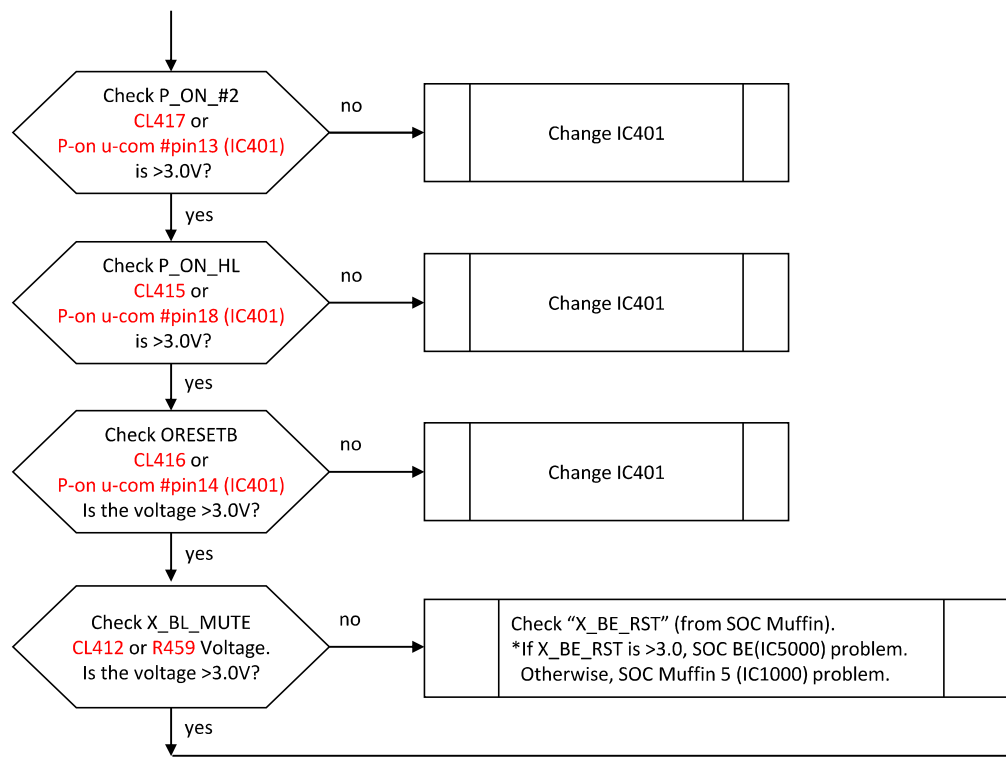 Check P_ON_#2
CL417 or
P-on u-com #pin13 (IC401)
is >3.0V?
no
Change IC401
yes
Check P_ON_HL
CL415 or
P-on u-com #pin18 (IC401)
is >3.0V?
no
Change IC401
yes
Check ORESETB
CL416 or
P-on u-com #pin14 (IC401)
Is the voltage >3.0V?
no
Change IC401
yes
Check X_BL_MUTE
CL412 or R459 Voltage.
Is the voltage >3.0V?
no
Check “X_BE_RST” (from SOC Muffin).
*If X_BE_RST is >3.0, SOC BE(IC5000) problem.
Otherwise, SOC Muffin 5 (IC1000) problem.
yes